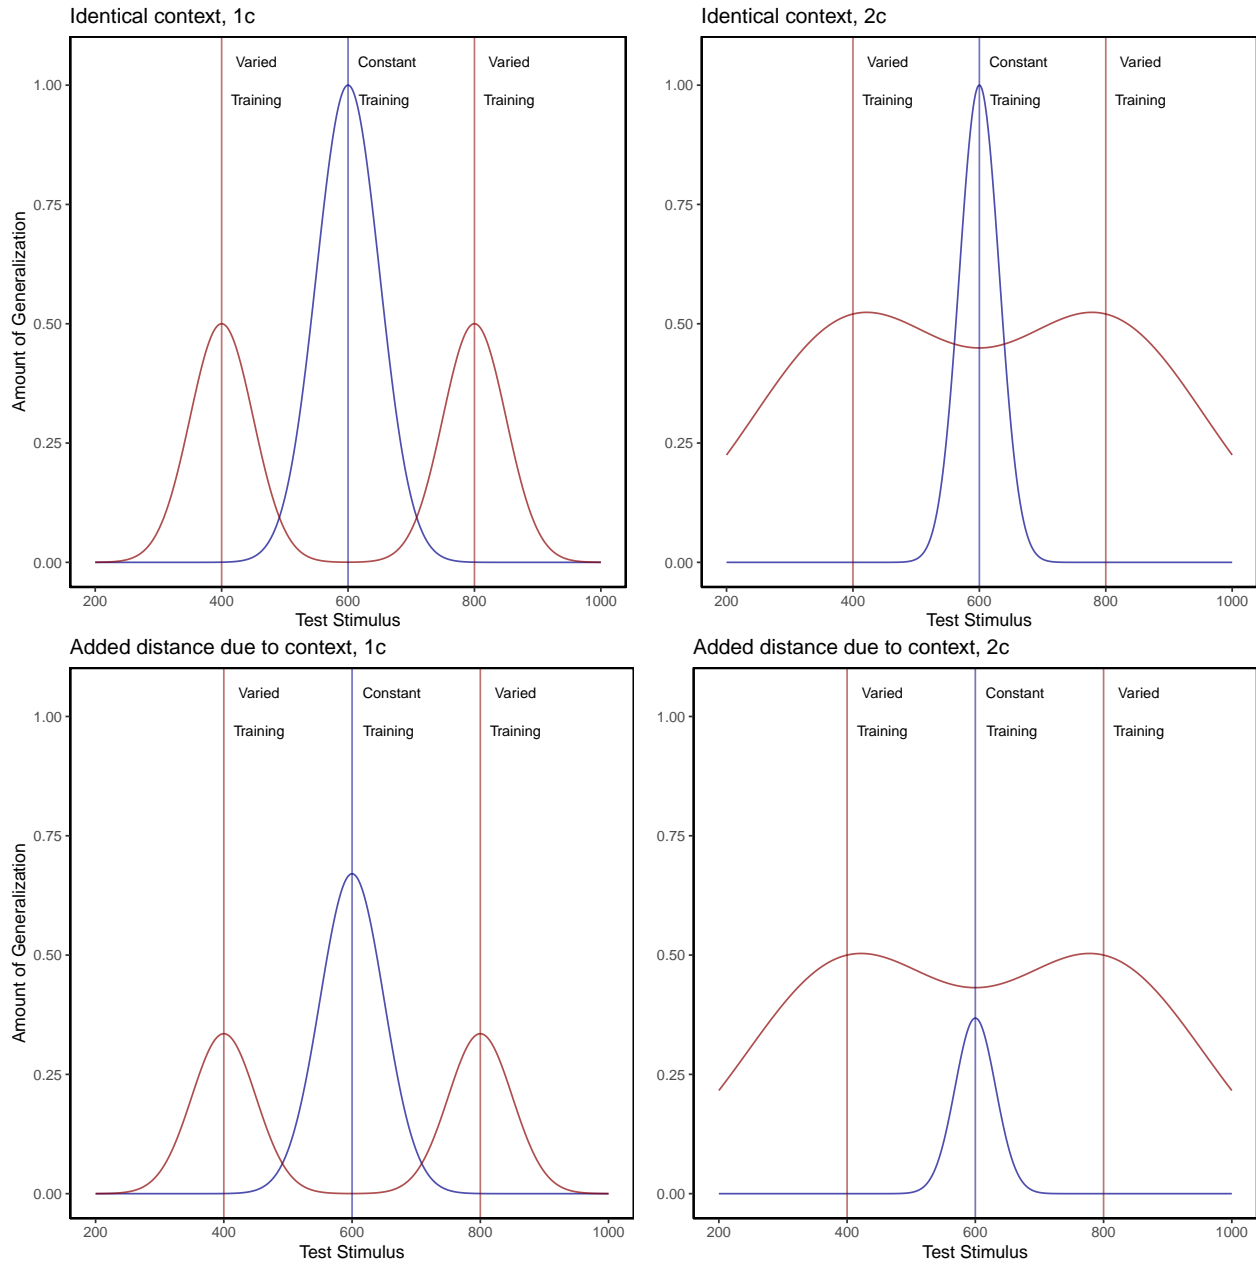 Identical context, 1c
Varied Constant Varied
Training Training Training
1.00
0.75
0.50
0.25
0.00
Amount of Generalization
200 400 600 800 1000
Test Stimulus
Identical context, 2c
Varied Constant Varied
Training Training Training
1.00
0.75
0.50
0.25
0.00
200 400 600 800 1000
Test Stimulus
Added distance due to context, 1c
Varied Constant Varied
Training Training Training
1.00
0.75
0.50
0.25
0.00
Amount of Generalization
200 400 600 800 1000
Test Stimulus
Added distance due to context, 2c
Varied Constant Varied
Training Training Training
1.00
0.75
0.50
0.25
0.00
200 400 600 800 1000
Test Stimulus